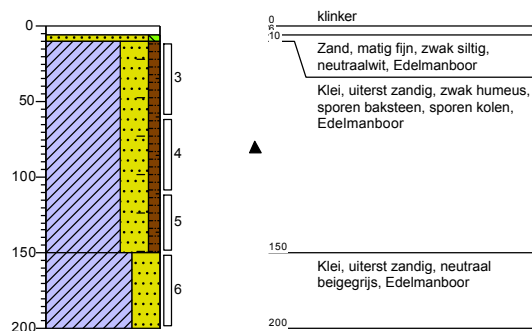 0
50
100
150
200
3
4
5
6
0
10
klinker
Zand, matig fijn, zwak siltig,
neutraalwit, Edelmanboor
Klei, uiterst zandig, zwak humeus,
sporen baksteen, sporen kolen,
Edelmanboor
150
Klei, uiterst zandig, neutraal
beigegrijs, Edelmanboor
200